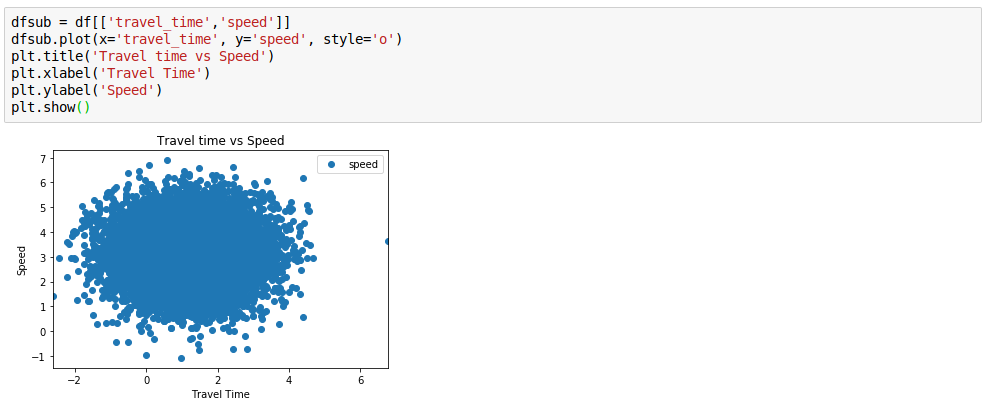 dfsub = df[['travel_time','speed']]
dfsub.plot(x='travel_time', y='speed', style='o')
plt.title('Travel time vs Speed')
plt.xlabel('Travel Time')
plt.ylabel('Speed')
plt.show()
Travel time vs Speed
speed
7
6
5
4
3
2
1
0
−1
Speed
−2
0
2
4
6
Travel Time